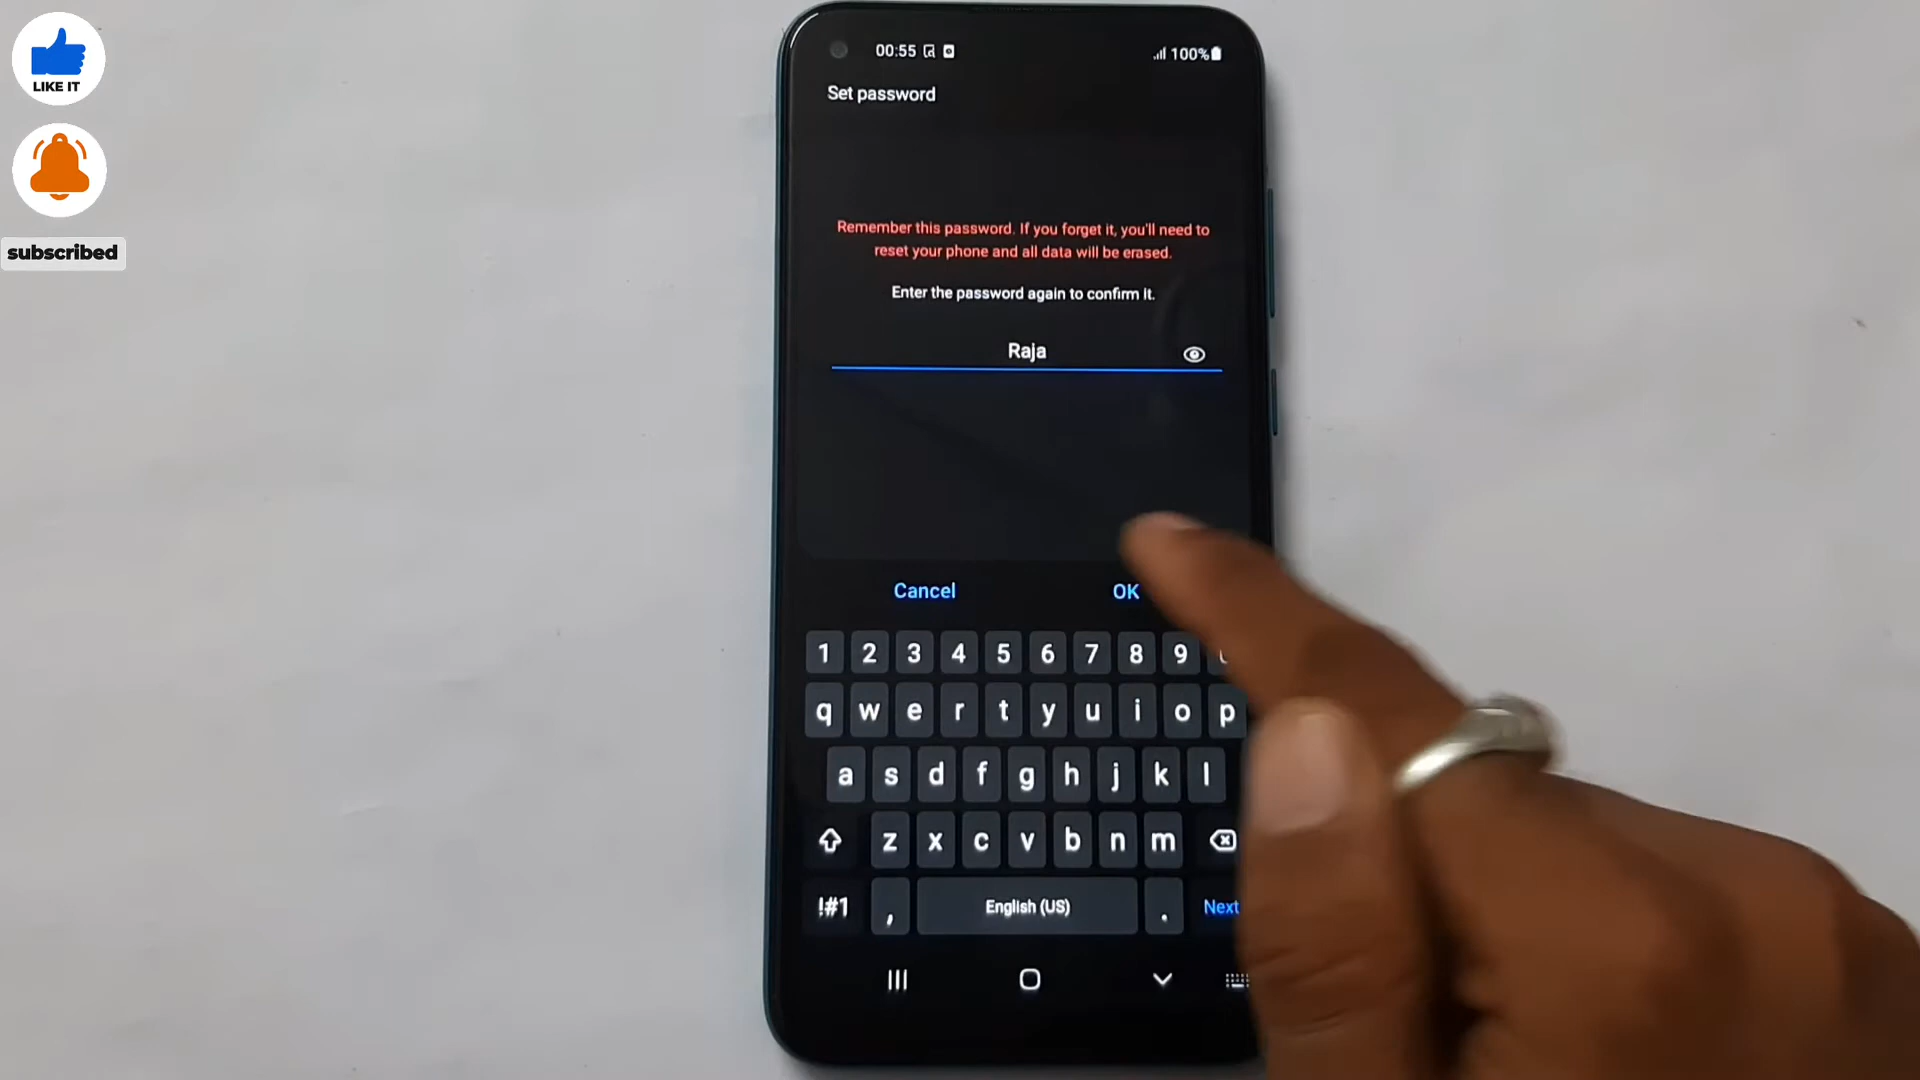 LIKE IT
subscribed
00:55
100%
Set password
Remember this password. If you forget it, you'll need to
reset your phone and all data will be erased.
Enter the password again to confirm it.
Raja
Cancel OK
1 2 3 4 5 6 7 8 9
q w e r t y u i o p
a s d f g h j k l
z x c v b n m
!#1 , English (US) . Next